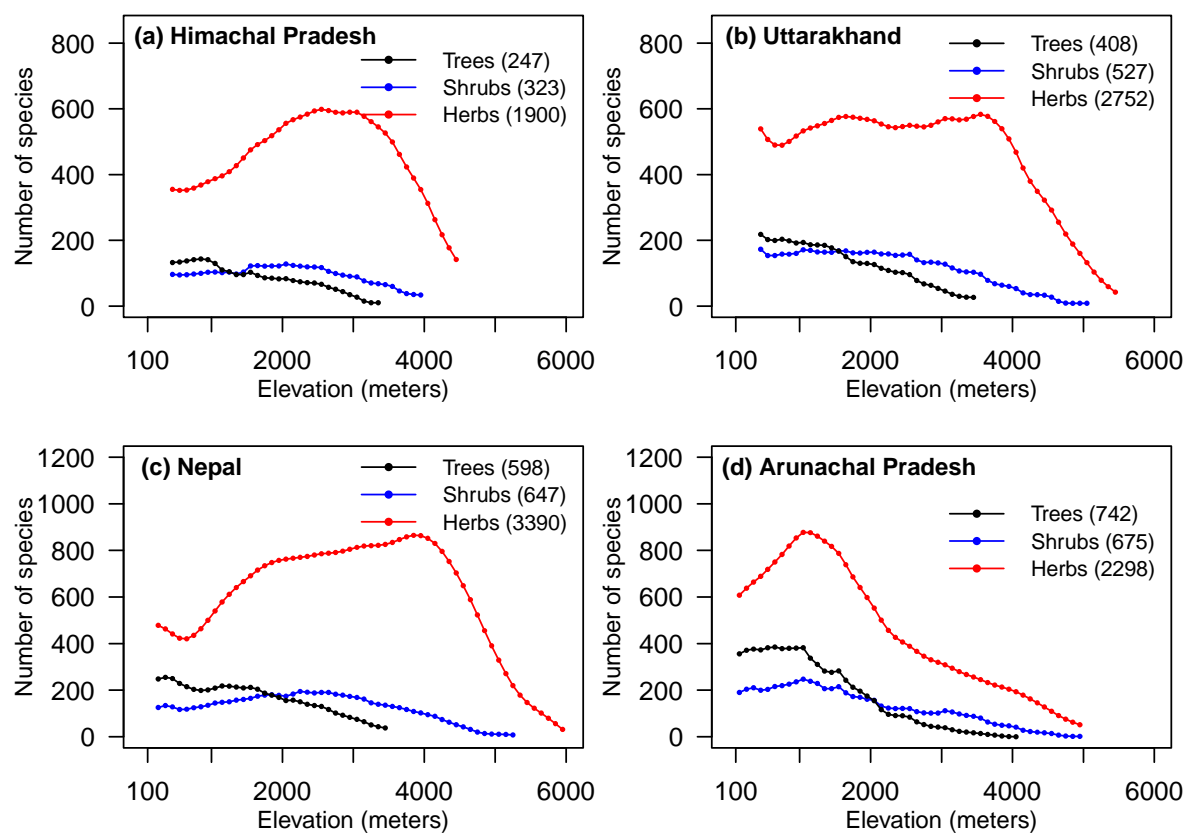 (a) Himachal Pradesh
Trees (247)
Shrubs (323)
Herbs (1900)
Number of species
800
600
400
200
0
100
2000
4000
6000
Elevation (meters)
(b) Uttarakhand
Trees (408)
Shrubs (527)
Herbs (2752)
Number of species
800
600
400
200
0
100
2000
4000
6000
Elevation (meters)
(c) Nepal
Trees (598)
Shrubs (647)
Herbs (3390)
Number of species
1200
1000
800
600
400
200
0
100
2000
4000
6000
Elevation (meters)
(d) Arunachal Pradesh
Trees (742)
Shrubs (675)
Herbs (2298)
Number of species
1200
1000
800
600
400
200
0
100
2000
4000
6000
Elevation (meters)